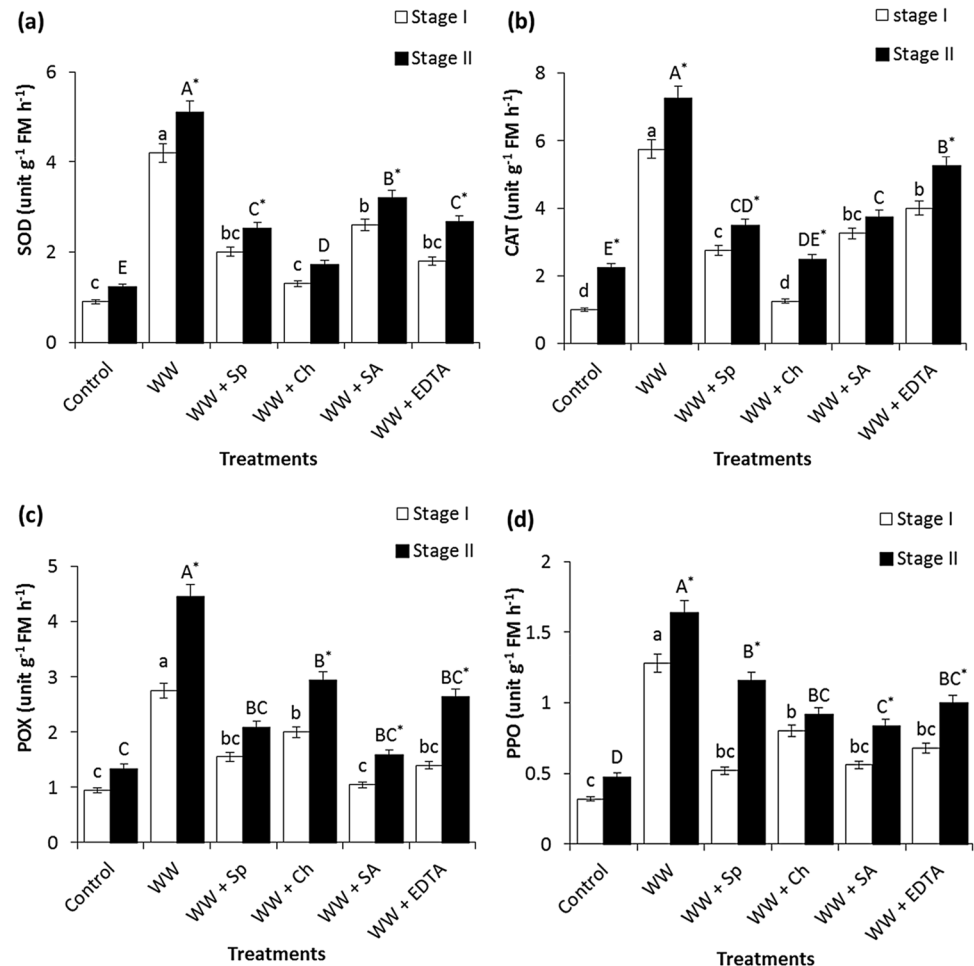 (a)
Stage I
Stage II
SOD (unit g⁻¹ FM h⁻¹)
6
4
2
0
c E a A* bc C* c D b B* bc C*
Control WW WW + Sp WW + Ch WW + SA WW + EDTA
Treatments
(b)
stage I
Stage II
CAT (unit g⁻¹ FM h⁻¹)
8
6
4
2
0
d E* a A* c CD* d DE* bc C b B*
Control WW WW + Sp WW + Ch WW + SA WW + EDTA
Treatments
(c)
Stage I
Stage II
POX (unit g⁻¹ FM h⁻¹)
5
4
3
2
1
0
c C a A* bc BC b B* c BC* bc BC*
Control WW WW + Sp WW + Ch WW + SA WW + EDTA
Treatments
(d)
Stage I
Stage II
PPO (unit g⁻¹ FM h⁻¹)
2
1.5
1
0.5
0
c D a A* bc B* b BC bc C* bc BC*
Control WW WW + Sp WW + Ch WW + SA WW + EDTA
Treatments